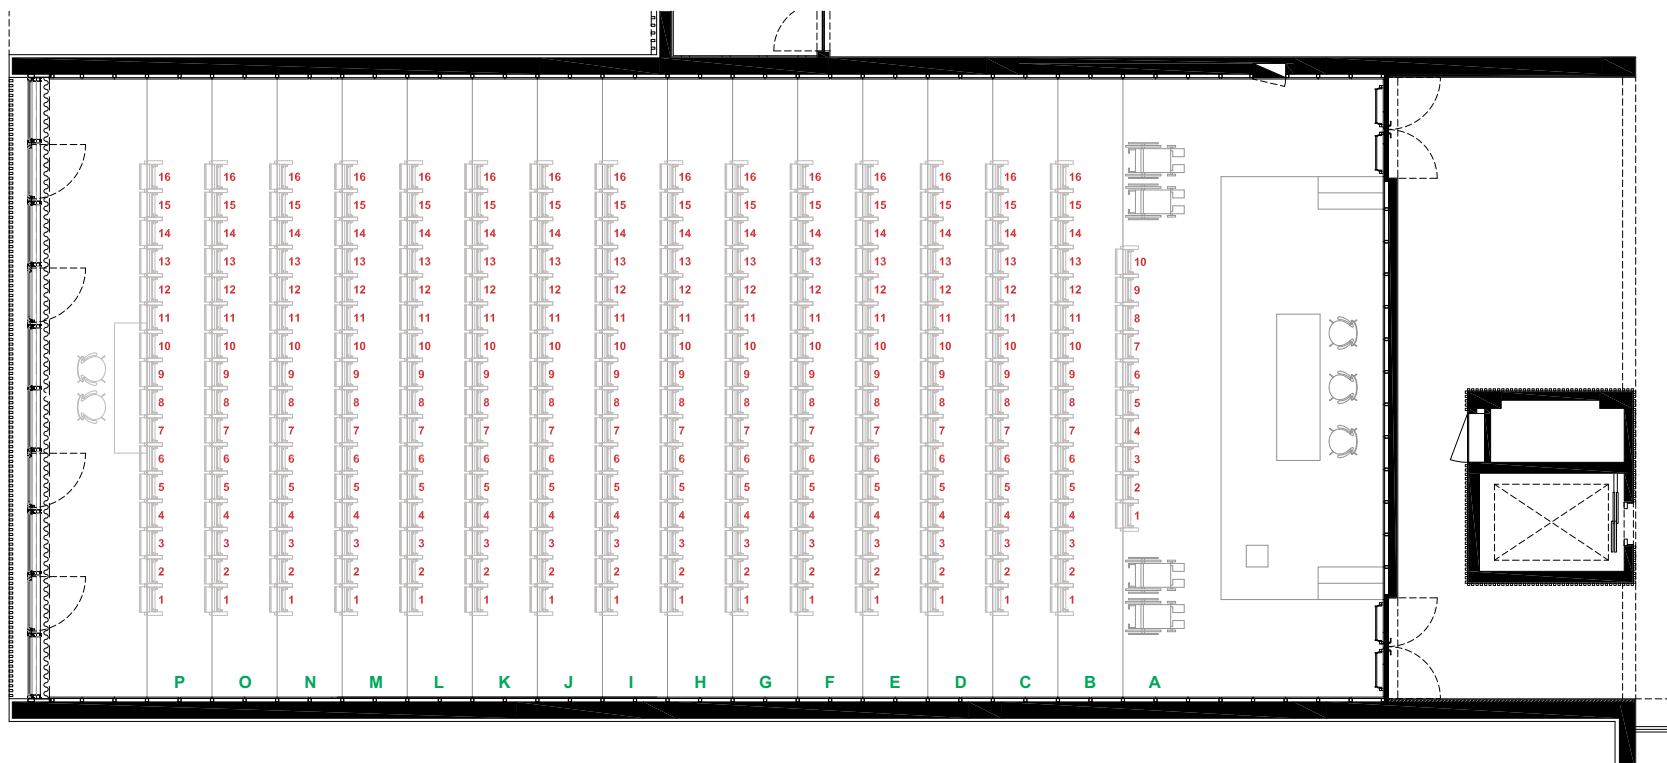 16 16 16 16 16 16 16 16 16 16 16 16 16 16 16
15 15 15 15 15 15 15 15 15 15 15 15 15 15 15
14 14 14 14 14 14 14 14 14 14 14 14 14 14 14
13 13 13 13 13 13 13 13 13 13 13 13 13 13 13 10
12 12 12 12 12 12 12 12 12 12 12 12 12 12 12 9
11 11 11 11 11 11 11 11 11 11 11 11 11 11 11 8
10 10 10 10 10 10 10 10 10 10 10 10 10 10 10 7
9 9 9 9 9 9 9 9 9 9 9 9 9 9 9 6
8 8 8 8 8 8 8 8 8 8 8 8 8 8 8 5
7 7 7 7 7 7 7 7 7 7 7 7 7 7 7 4
6 6 6 6 6 6 6 6 6 6 6 6 6 6 6 3
5 5 5 5 5 5 5 5 5 5 5 5 5 5 5 2
4 4 4 4 4 4 4 4 4 4 4 4 4 4 4 1
3 3 3 3 3 3 3 3 3 3 3 3 3 3 3
2 2 2 2 2 2 2 2 2 2 2 2 2 2 2
1 1 1 1 1 1 1 1 1 1 1 1 1 1 1
P O N M L K J I H G F E D C B A